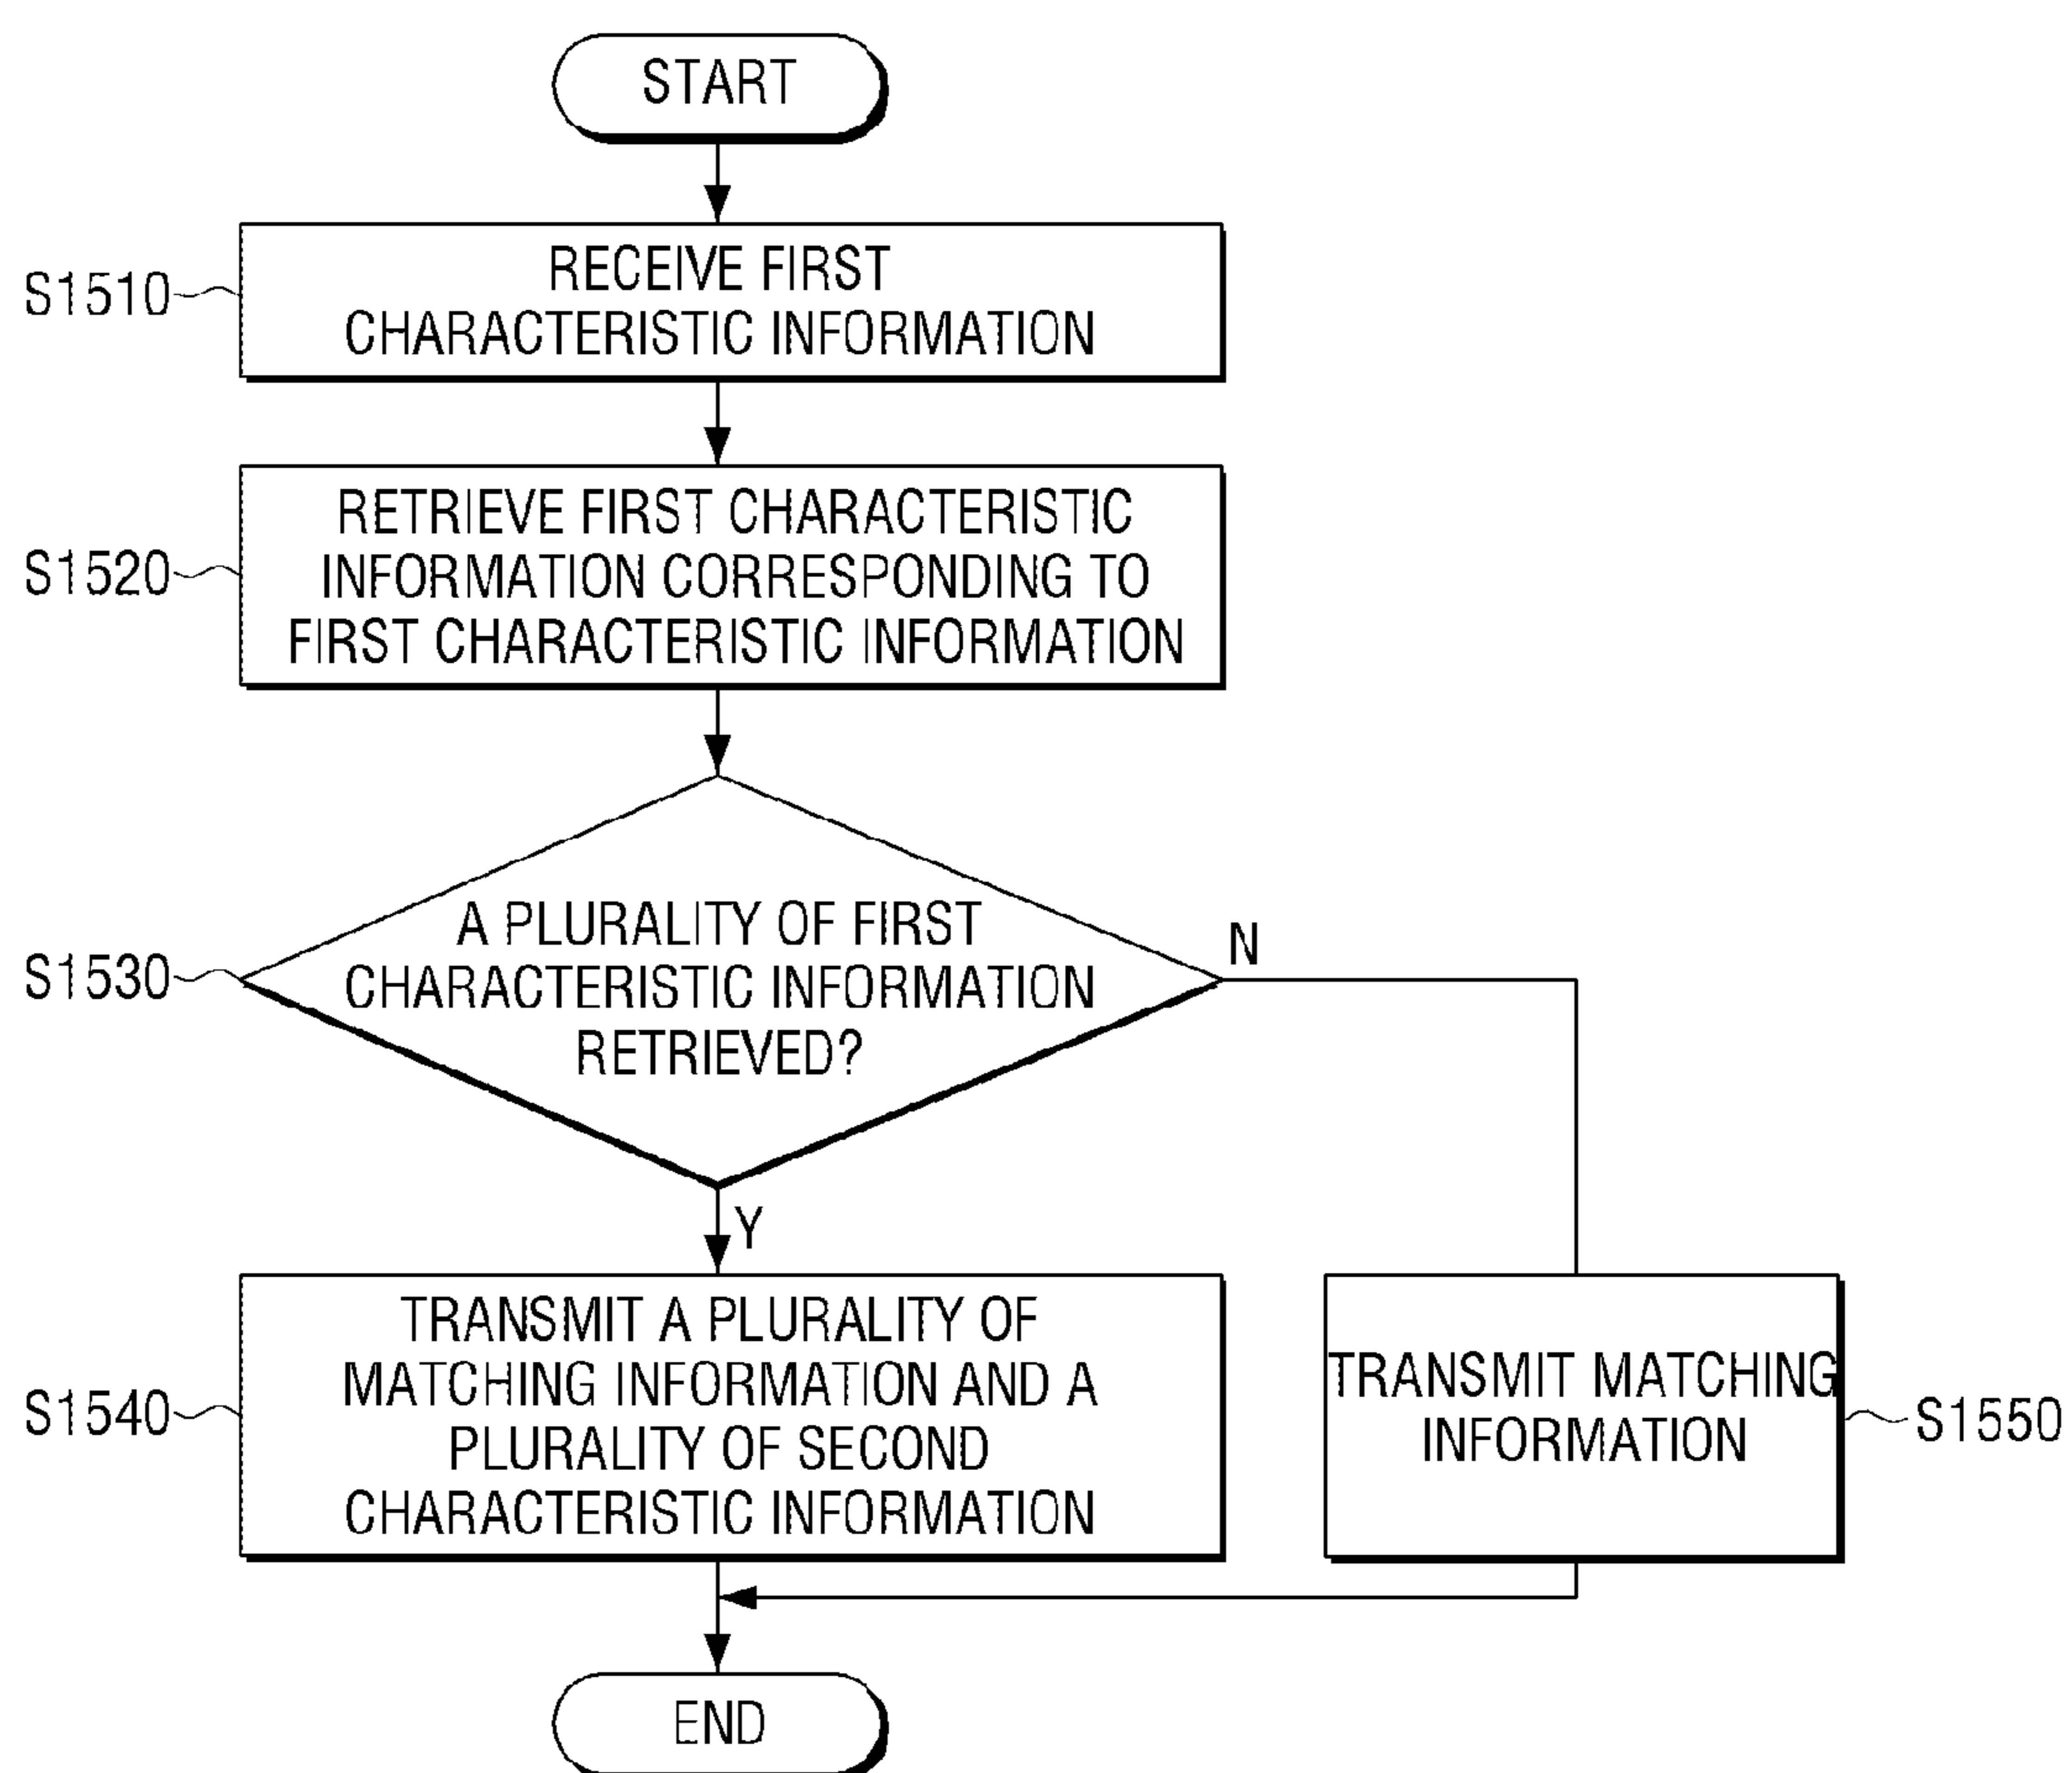 START
S1510
RECEIVE FIRST
CHARACTERISTIC INFORMATION
S1520
RETRIEVE FIRST CHARACTERISTIC
INFORMATION CORRESPONDING TO
FIRST CHARACTERISTIC INFORMATION
S1530
A PLURALITY OF FIRST
CHARACTERISTIC INFORMATION
RETRIEVED?
N
Y
S1540
TRANSMIT A PLURALITY OF
MATCHING INFORMATION AND A
PLURALITY OF SECOND
CHARACTERISTIC INFORMATION
TRANSMIT MATCHING
INFORMATION
S1550
END